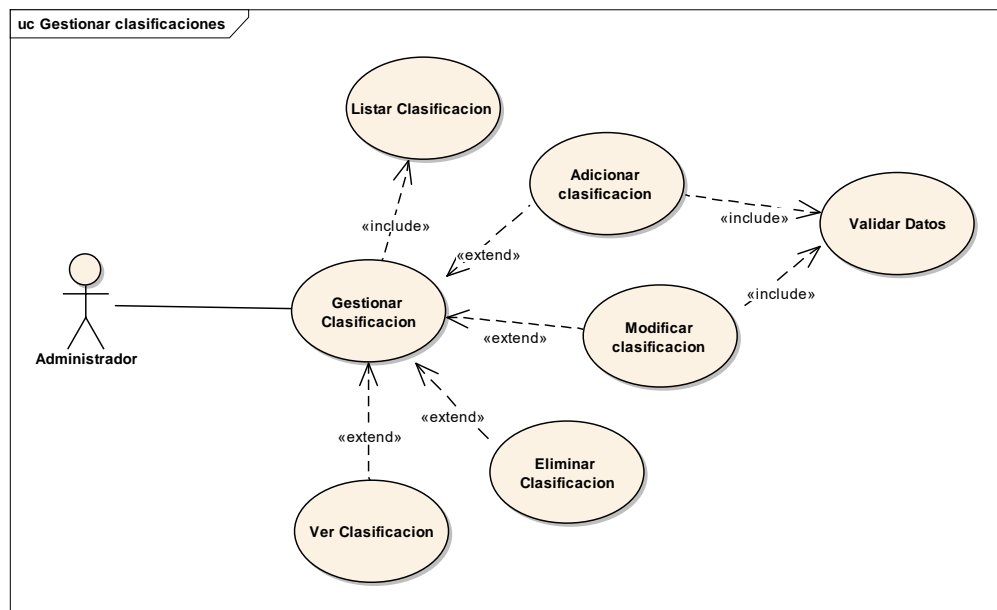 uc Gestionar clasificaciones
Listar Clasificacion
Adicionar
clasificacion
Validar Datos
«include»
«include»
«extend»
«include»
Gestionar
Clasificacion
Modificar
clasificacion
«extend»
Administrador
«extend»
«extend»
Eliminar
Clasificacion
Ver Clasificacion